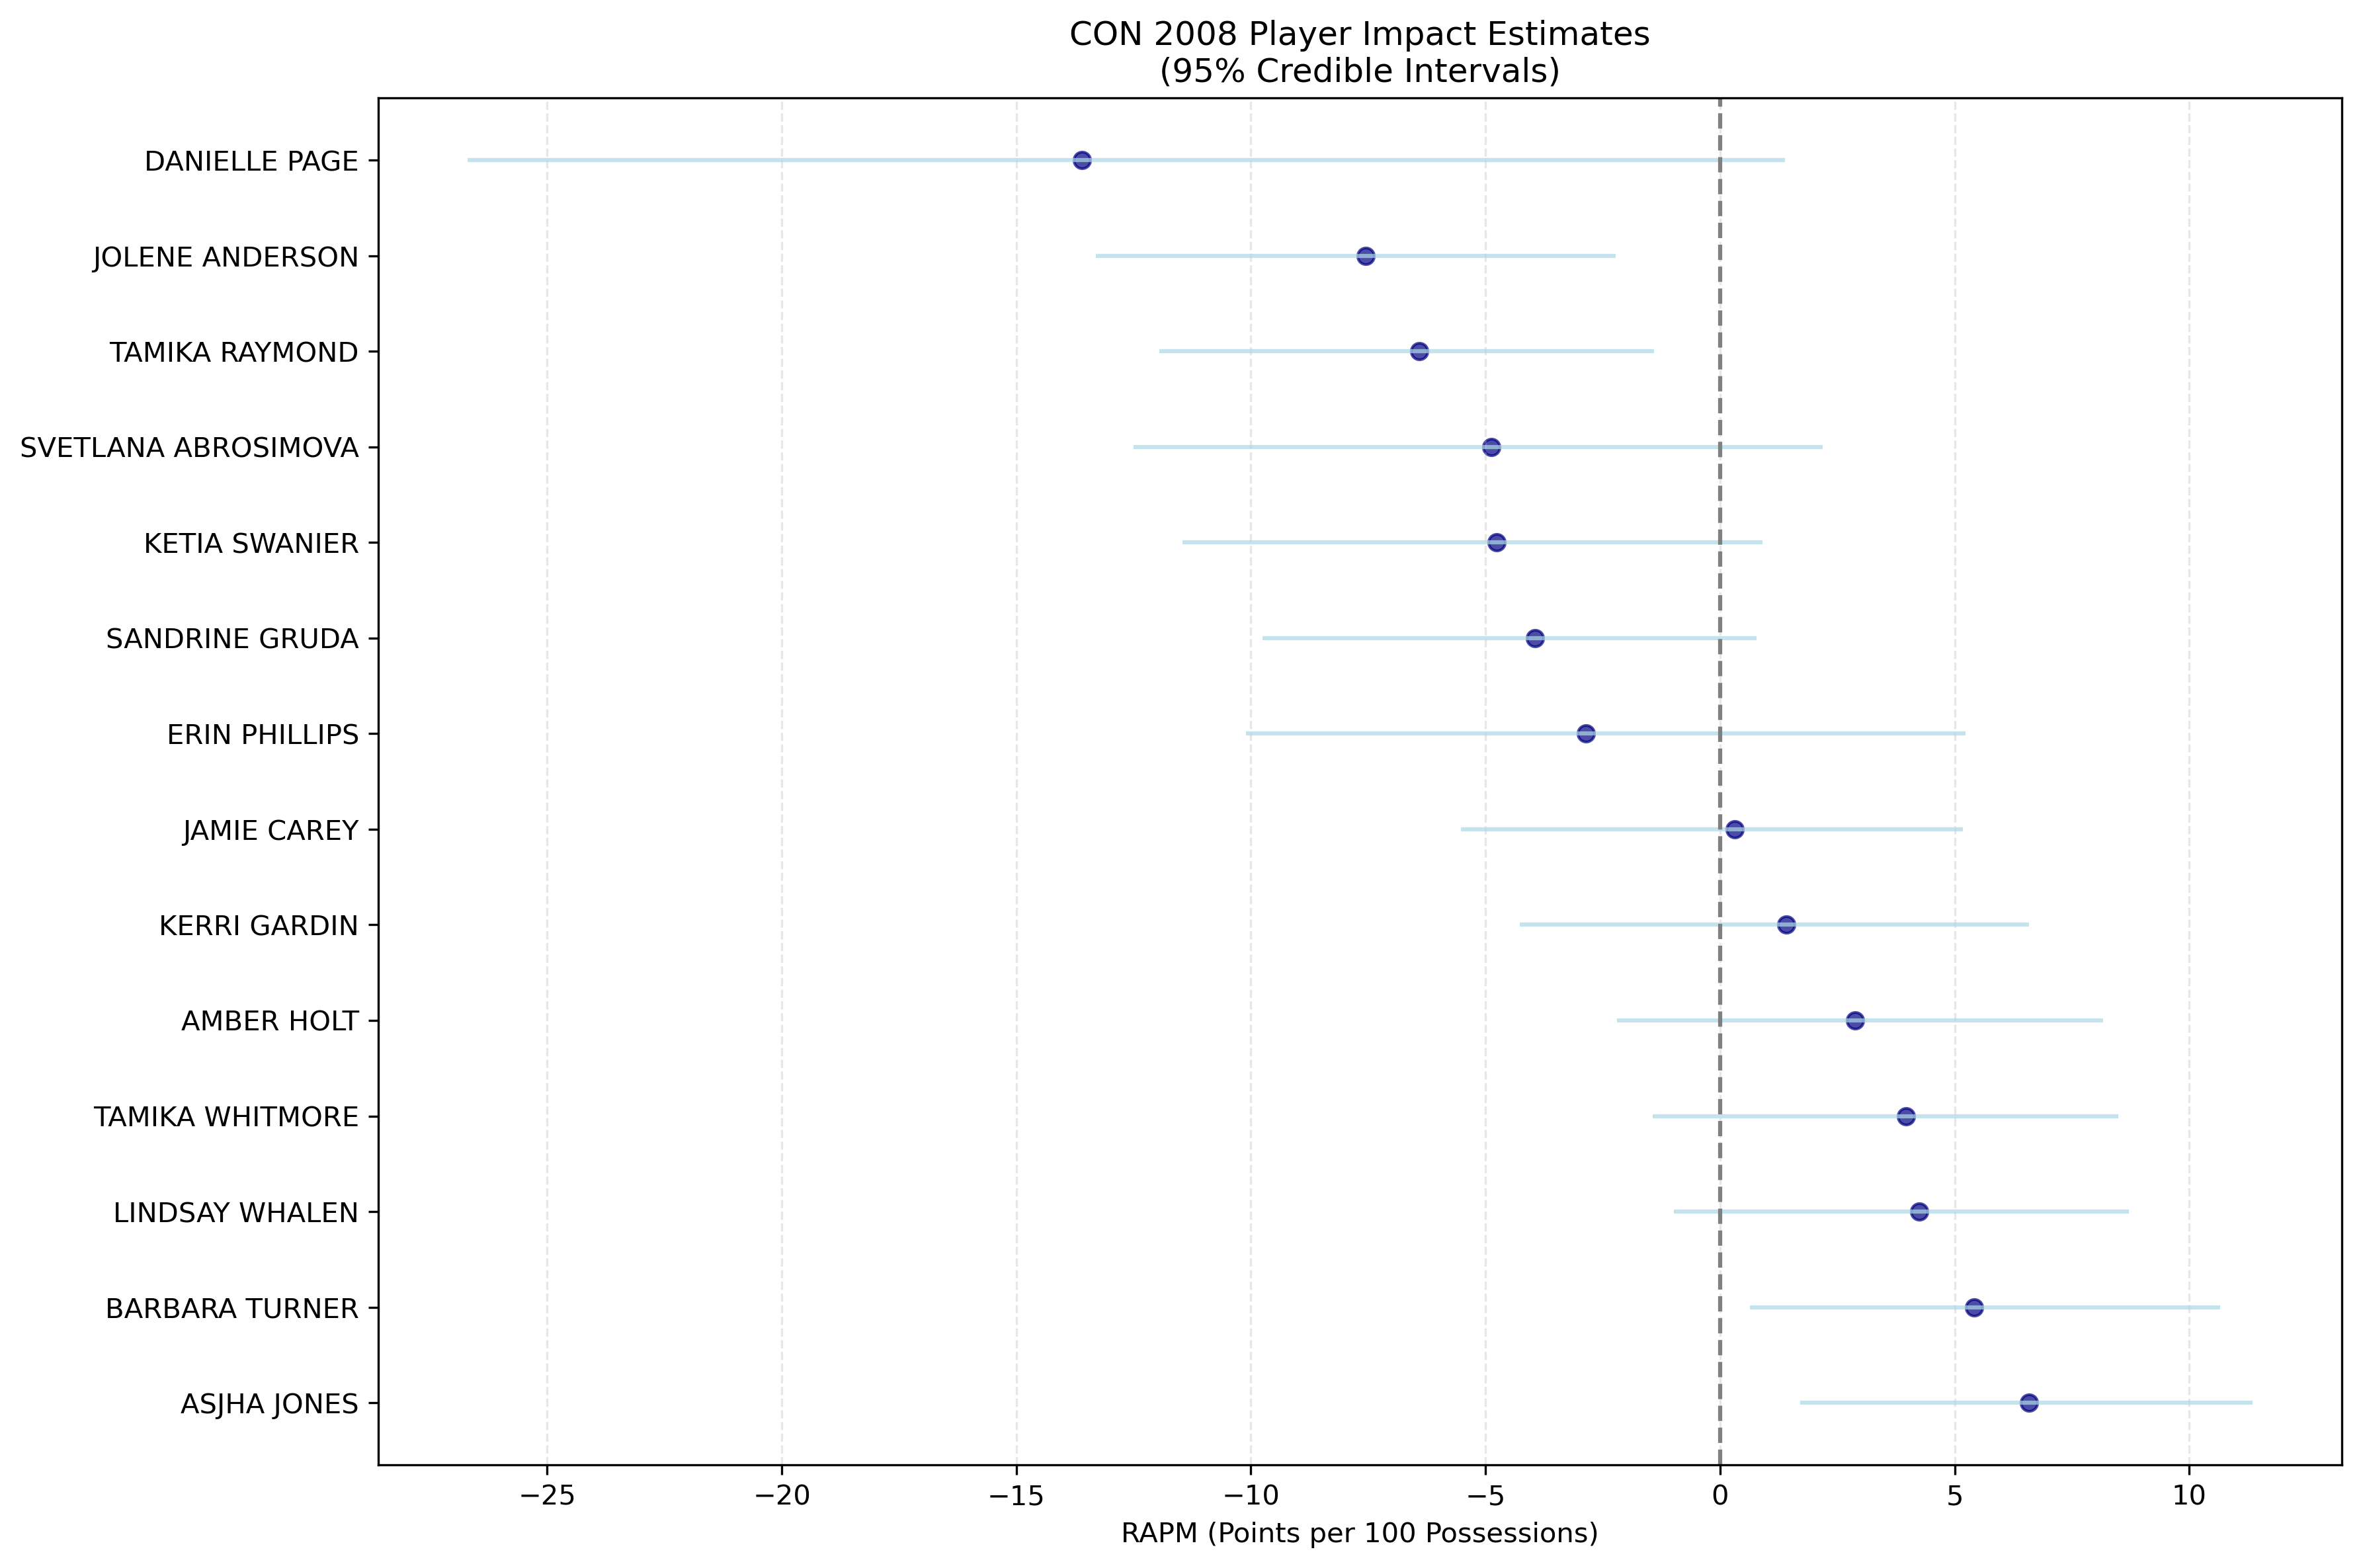 CON 2008 Player Impact Estimates
(95% Credible Intervals)
DANIELLE PAGE
JOLENE ANDERSON
TAMIKA RAYMOND
SVETLANA ABROSIMOVA
KETIA SWANIER
SANDRINE GRUDA
ERIN PHILLIPS
JAMIE CAREY
KERRI GARDIN
AMBER HOLT
TAMIKA WHITMORE
LINDSAY WHALEN
BARBARA TURNER
ASJHA JONES
−25 −20 −15 −10 −5 0 5 10
RAPM (Points per 100 Possessions)